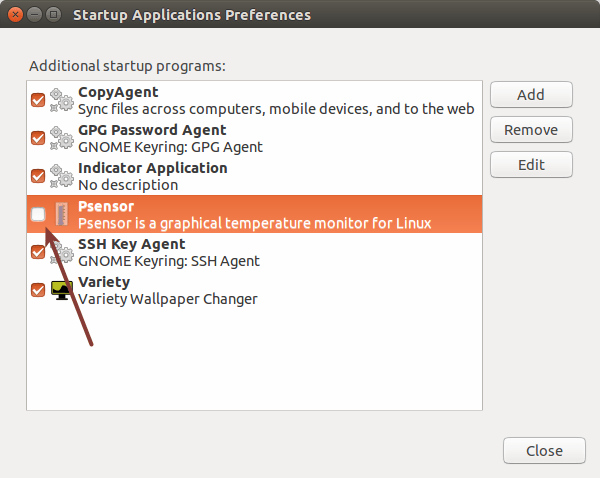 Startup Applications Preferences
Additional startup programs:
CopyAgent
Sync files across computers, mobile devices, and to the web
GPG Password Agent
GNOME Keyring: GPG Agent
Indicator Application
No description
Psensor
Psensor is a graphical temperature monitor for Linux
SSH Key Agent
GNOME Keyring: SSH Agent
Variety
Variety Wallpaper Changer
Add
Remove
Edit
Close